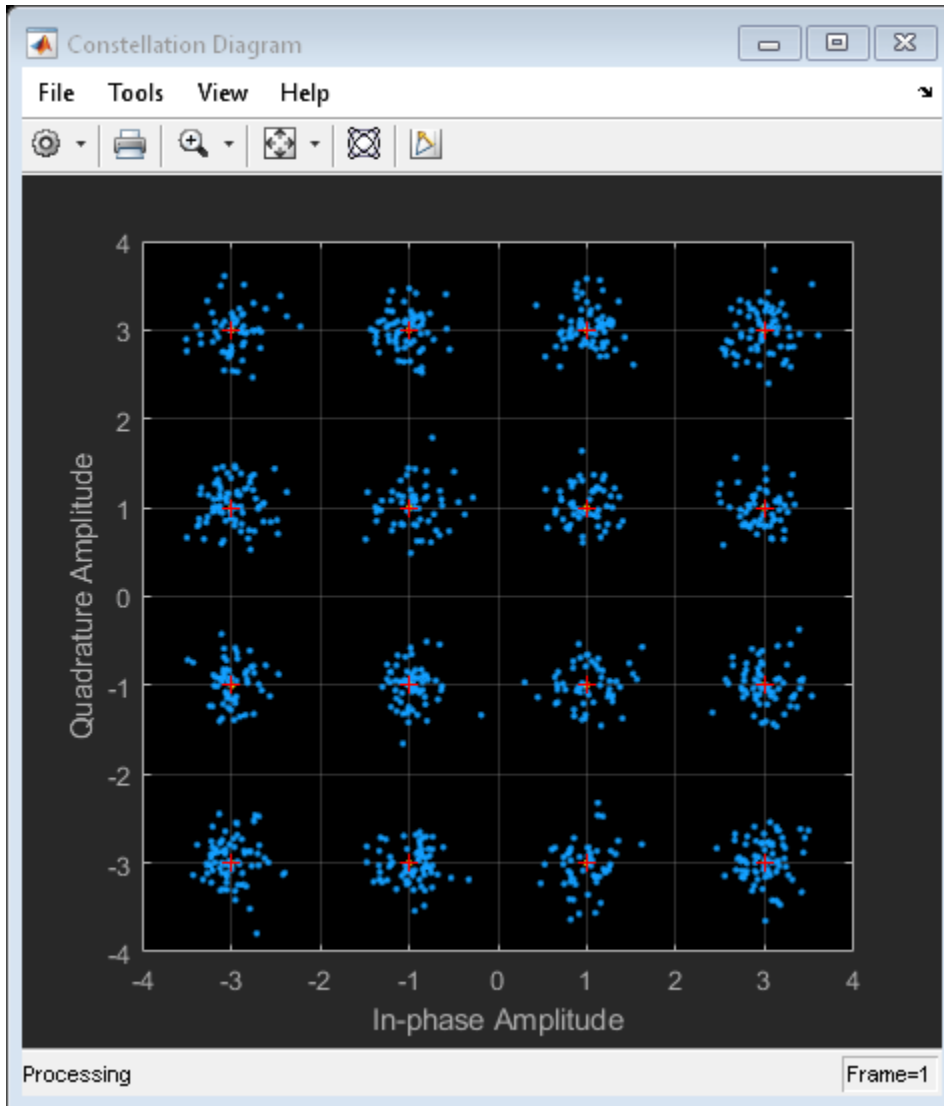 Constellation Diagram
File Tools View Help
4
3
2
1
0
-1
-2
-3
-4
Quadrature Amplitude
-4 -3 -2 -1 0 1 2 3 4
In-phase Amplitude
Processing Frame=1